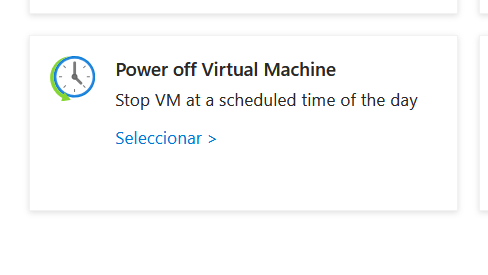 Power off Virtual Machine
Stop VM at a scheduled time of the day
Seleccionar >